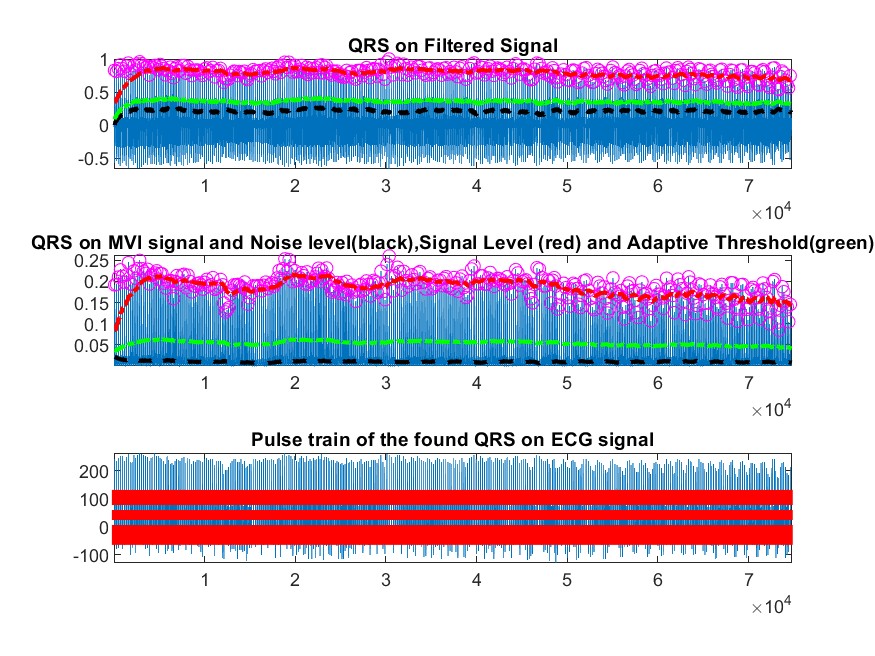 QRS on Filtered Signal
1
0.5
0
-0.5
1 2 3 4 5 6 7
×10^4
QRS on MVI signal and Noise level(black),Signal Level (red) and Adaptive Threshold(green)
0.25
0.2
0.15
0.1
0.05
1 2 3 4 5 6 7
×10^4
Pulse train of the found QRS on ECG signal
200
100
0
-100
1 2 3 4 5 6 7
×10^4